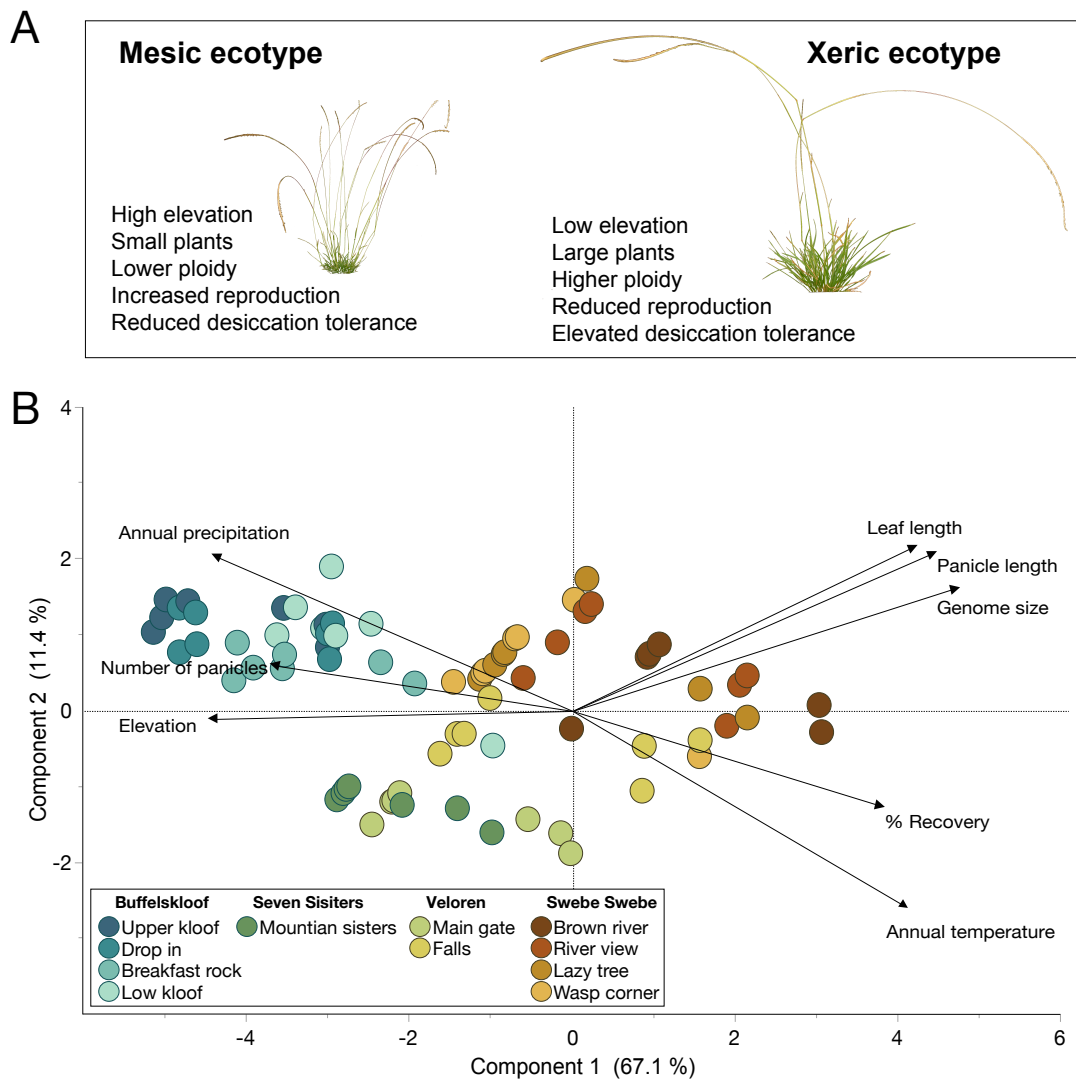 A
Mesic ecotype
High elevation
Small plants
Lower ploidy
Increased reproduction
Reduced desiccation tolerance
Xeric ecotype
Low elevation
Large plants
Higher ploidy
Reduced reproduction
Elevated desiccation tolerance
B
4
2
0
-2
Component 2 (11.4 %)
Annual precipitation
Number of panicles
Elevation
Leaf length
Panicle length
Genome size
% Recovery
Annual temperature
Buffelskloof
Upper kloof
Drop in
Breakfast rock
Low kloof
Seven Sisiters
Mountian sisters
Veloren
Main gate
Falls
Swebe Swebe
Brown river
River view
Lazy tree
Wasp corner
-4
-2
0
2
4
6
Component 1 (67.1 %)